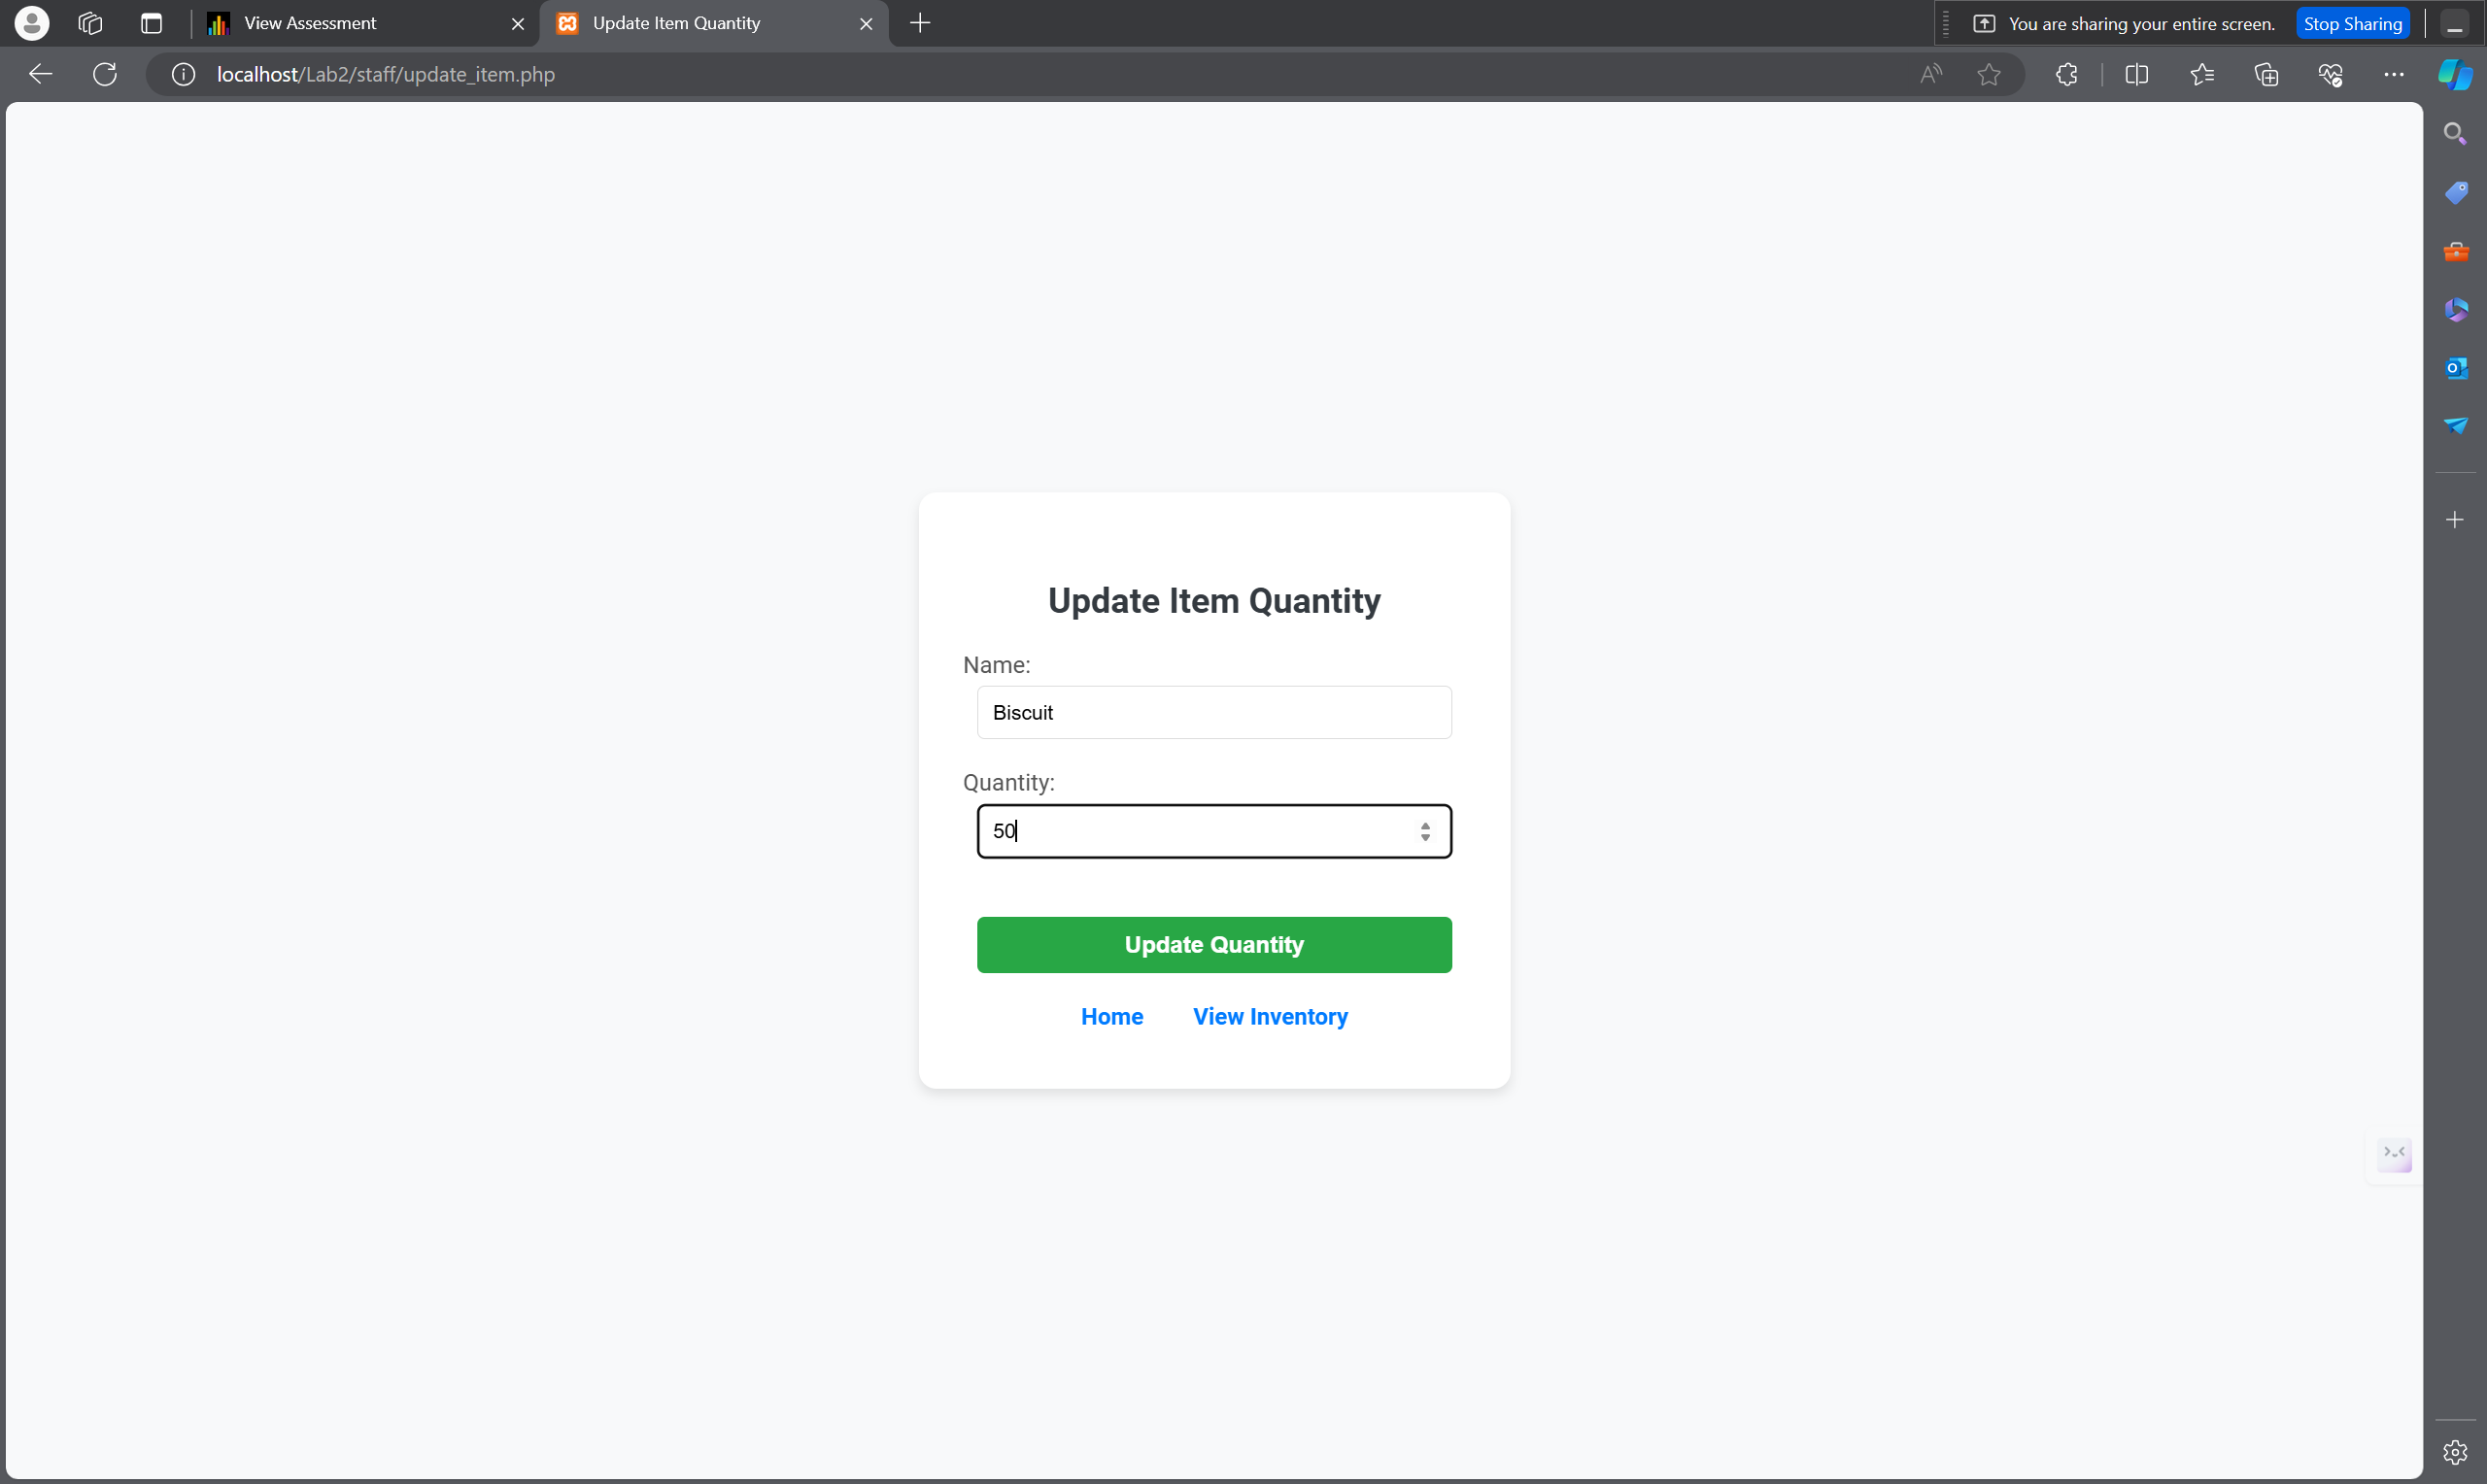 View Assessment
Update Item Quantity
You are sharing your entire screen.
Stop Sharing
localhost/Lab2/staff/update_item.php
Update Item Quantity
Name:
Biscuit
Quantity:
50
Update Quantity
Home
View Inventory